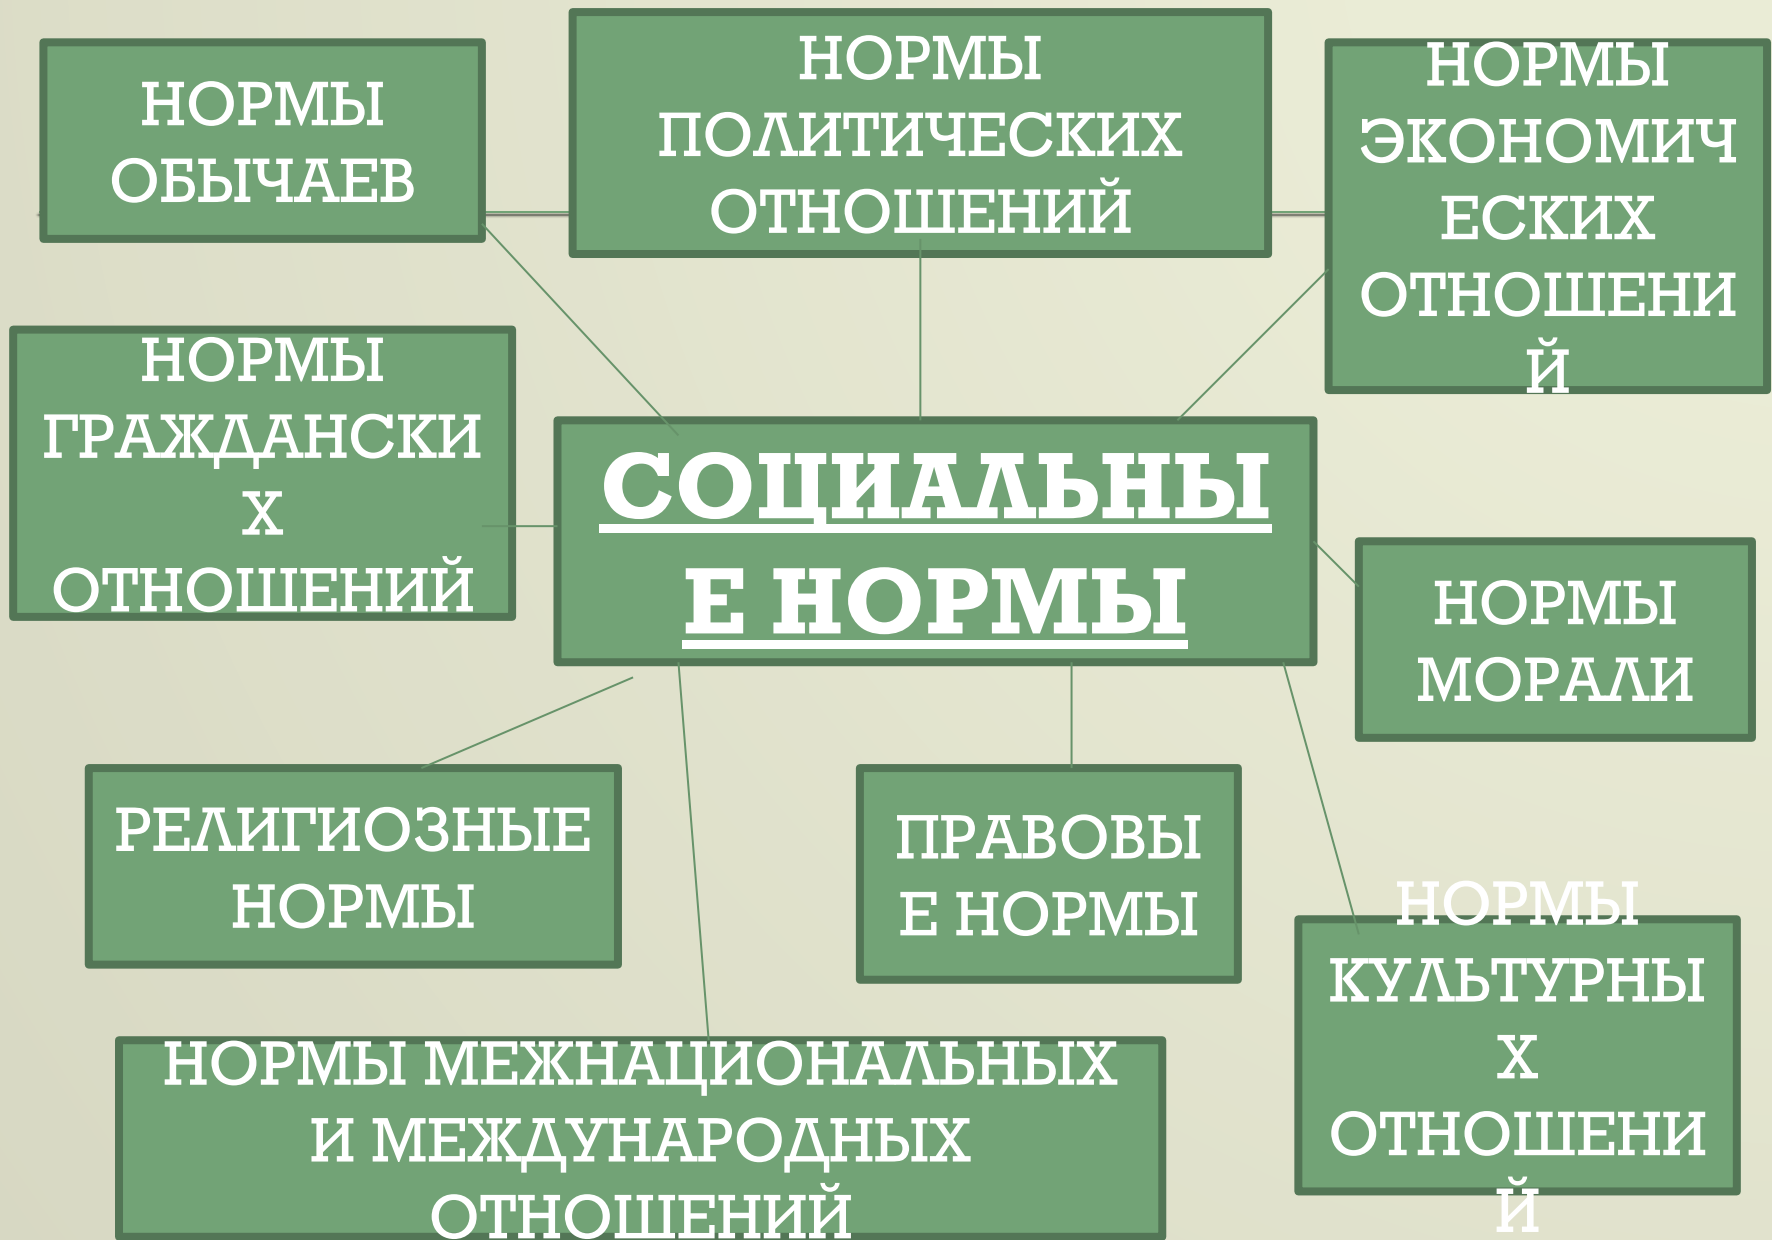 НОРМЫ
ОБЫЧАЕВ
НОРМЫ
ПОЛИТИЧЕСКИХ
ОТНОШЕНИЙ
НОРМЫ
ЭКОНОМИЧ
ЕСКИХ
ОТНОШЕНИ
Й
НОРМЫ
ГРАЖДАНСКИ
Х
ОТНОШЕНИЙ
СОЦИАЛЬНЫ
Е НОРМЫ
НОРМЫ
МОРАЛИ
РЕЛИГИОЗНЫЕ
НОРМЫ
ПРАВОВЫ
Е НОРМЫ
НОРМЫ
КУЛЬТУРНЫ
Х
ОТНОШЕНИ
Й
НОРМЫ МЕЖНАЦИОНАЛЬНЫХ
И МЕЖДУНАРОДНЫХ
ОТНОШЕНИЙ